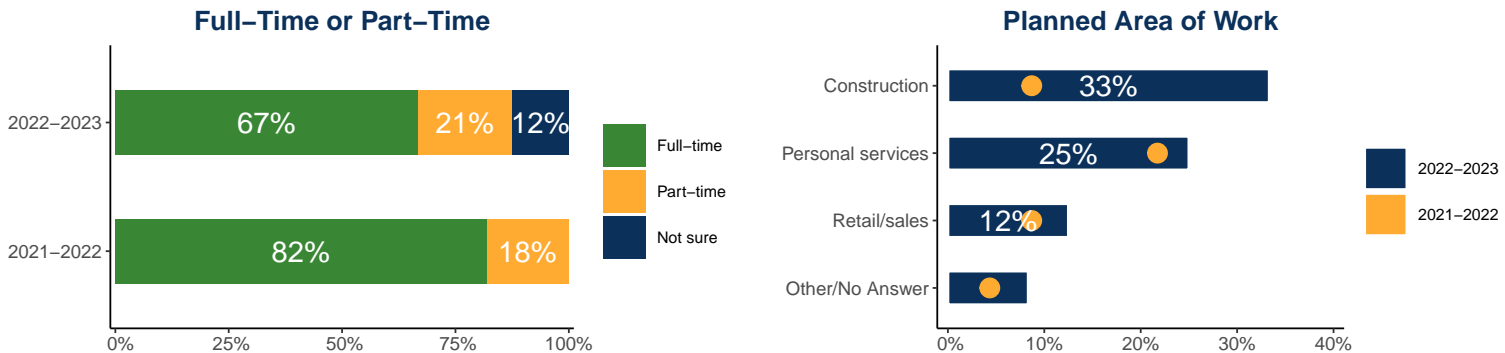 Full−Time or Part−Time
2022−2023
67%
21%
12%
2021−2022
82%
18%
0%
25%
50%
75%
100%
Full−time
Part−time
Not sure
Planned Area of Work
Construction
33%
Personal services
25%
Retail/sales
12%
Other/No Answer
0%
10%
20%
30%
40%
2022−2023
2021−2022